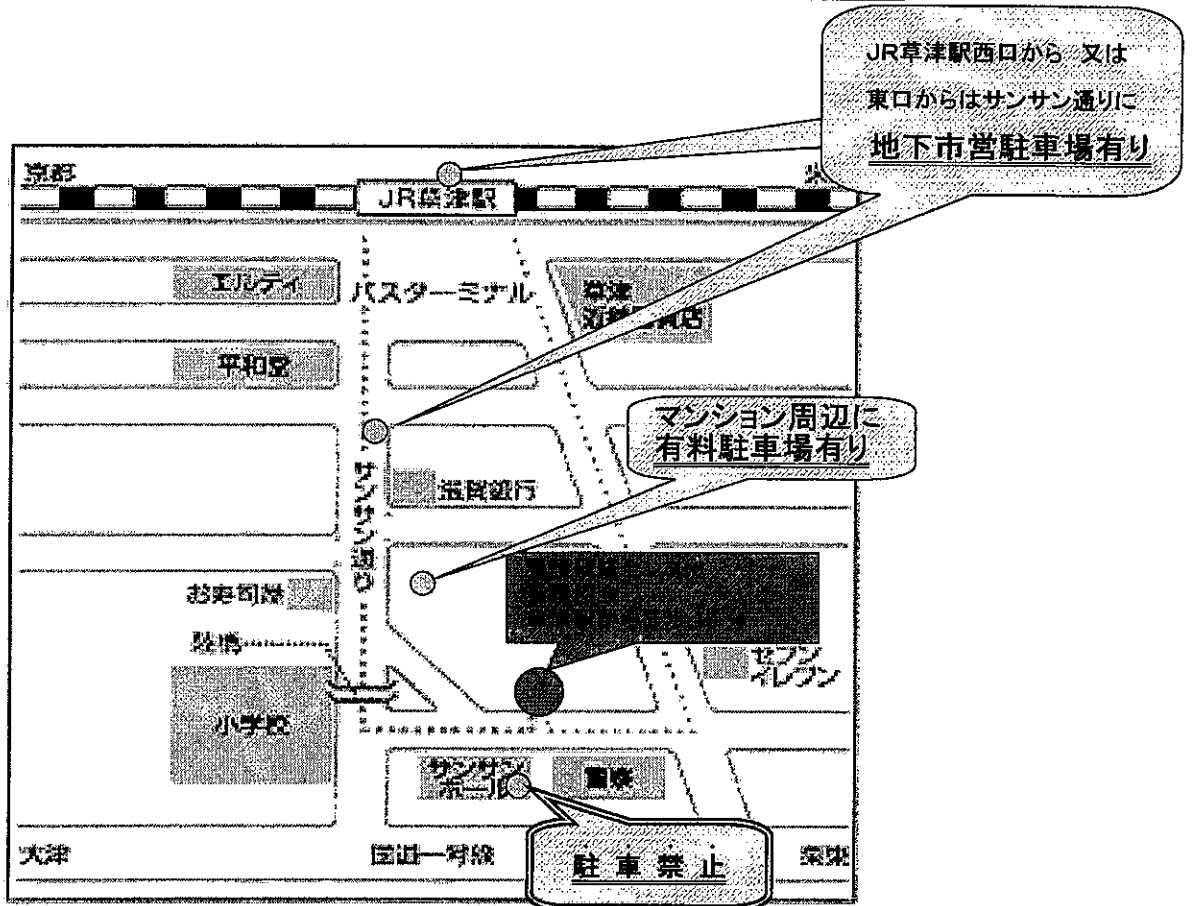 JR草津駅西口から 又は
東口からはサンサン通りに
地下市営駐車場有り
京都
JR草津駅
エルディ
バスターミナル
草津
平和堂
マンション周辺に
有料駐車場有り
滋賀銀行
サンサン通り
お寿司屋
セブン
イレブン
小学校
サンサン
ホール
警察
大津
国道一号線
栗東
駐車禁止